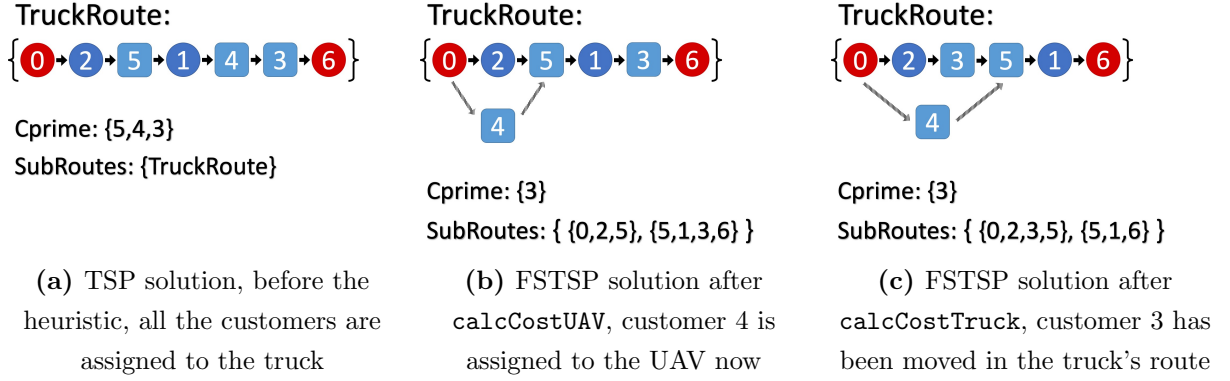 TruckRoute:
{ 0 2 5 1 4 3 6 }
Cprime: {5,4,3}
SubRoutes: {TruckRoute}
(a) TSP solution, before the
heuristic, all the customers are
assigned to the truck
TruckRoute:
{ 0 2 5 1 3 6 }
4
Cprime: {3}
SubRoutes: { {0,2,5}, {5,1,3,6} }
(b) FSTSP solution after
calcCostUAV, customer 4 is
assigned to the UAV now
TruckRoute:
{ 0 2 3 5 1 6 }
4
Cprime: {3}
SubRoutes: { {0,2,3,5}, {5,1,6} }
(c) FSTSP solution after
calcCostTruck, customer 3 has
been moved in the truck's route